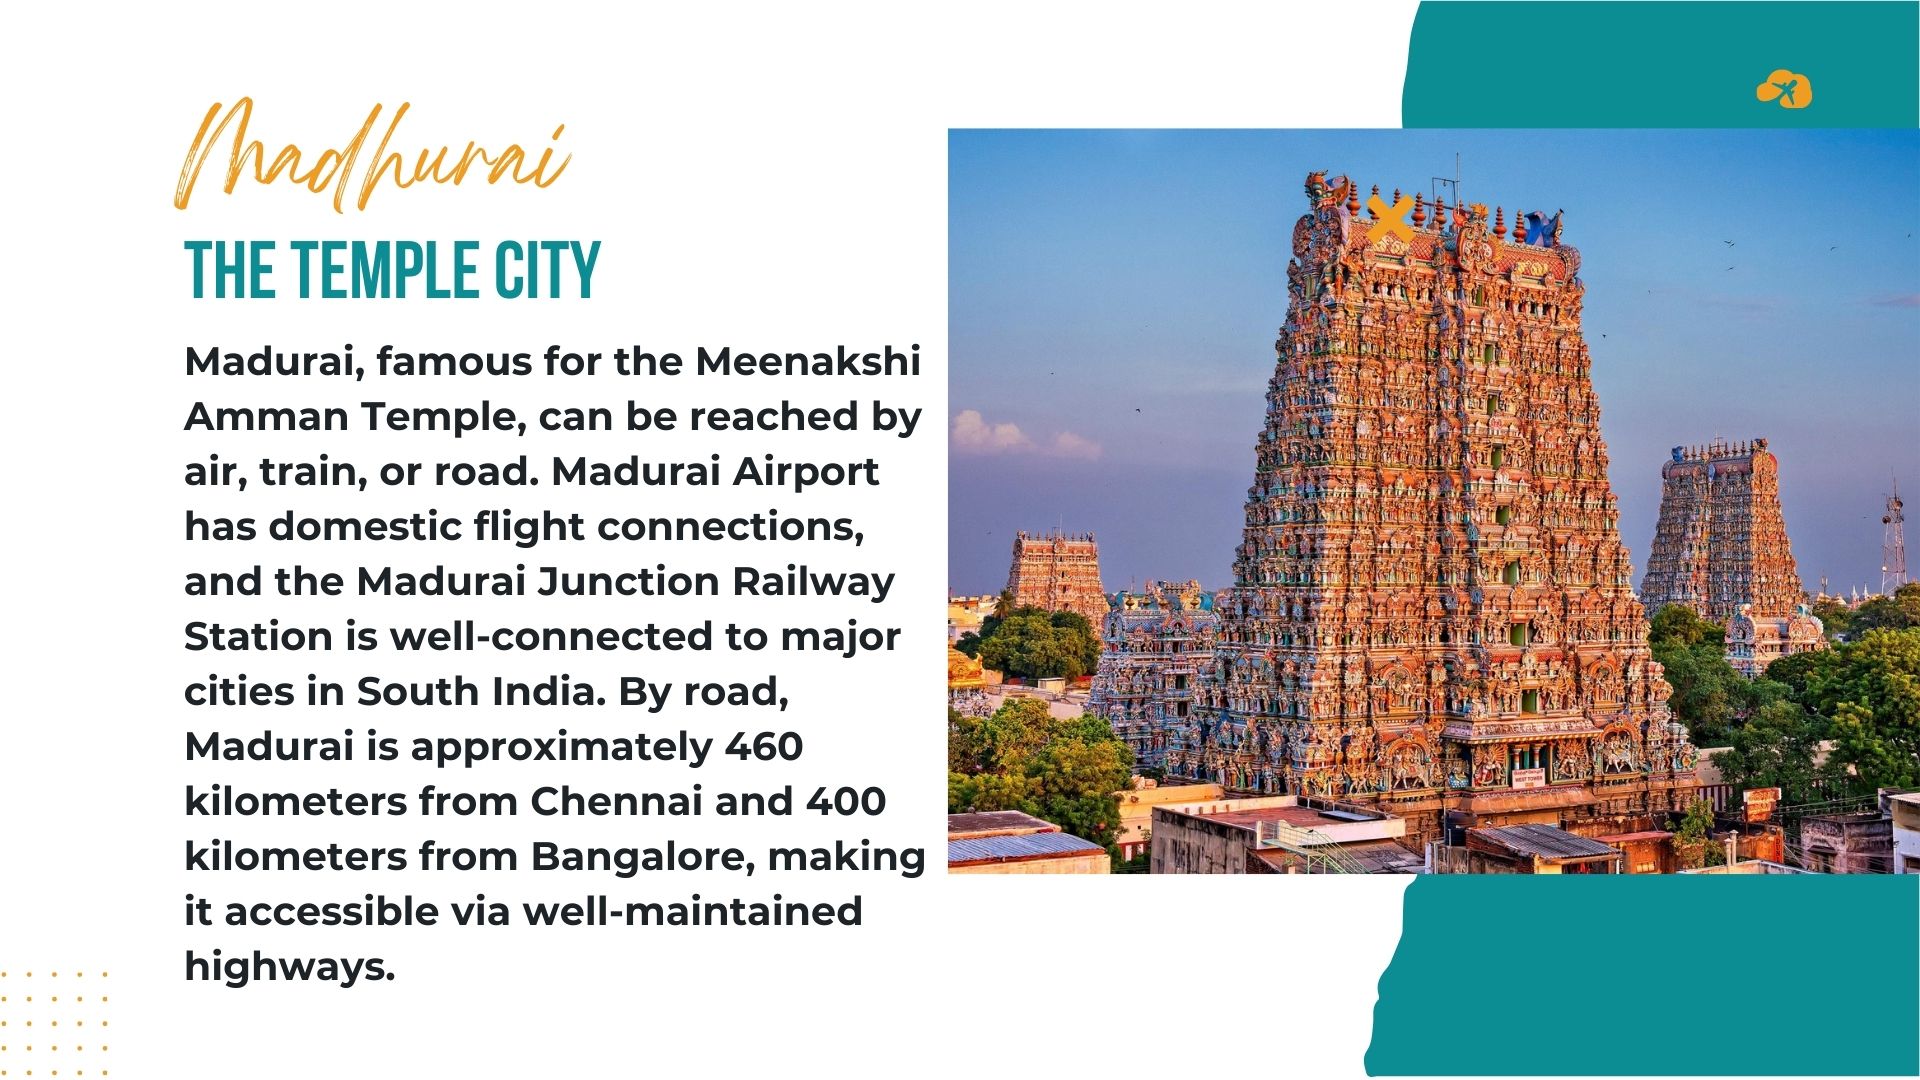 Madhurai
THE TEMPLE CITY
Madurai, famous for the Meenakshi
Amman Temple, can be reached by
air, train, or road. Madurai Airport
has domestic flight connections,
and the Madurai Junction Railway
Station is well-connected to major
cities in South India. By road,
Madurai is approximately 460
kilometers from Chennai and 400
kilometers from Bangalore, making
it accessible via well-maintained
highways.
WEST TOWER